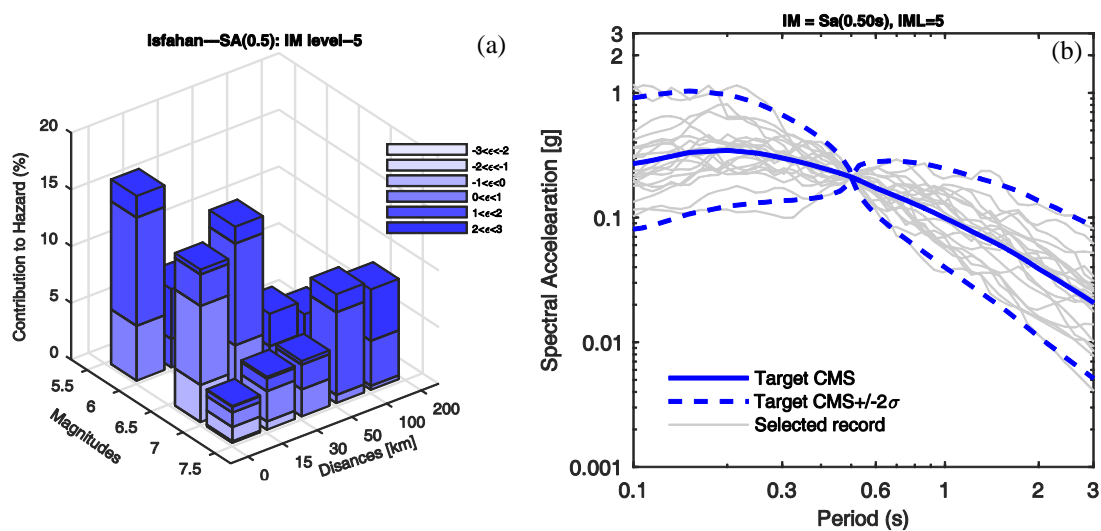 Isfahan—SA(0.5): IM level–5
(a)
20
15
10
5
0
Contribution to Hazard (%)
-3<ε<-2
-2<ε<-1
-1<ε<0
0<ε<1
1<ε<2
2<ε<3
5.5
6
6.5
7
7.5
Magnitudes
0
15
30
50
100
200
Disances [km]
IM = Sa(0.50s), IML=5
(b)
3
2
1
0.1
0.01
0.001
Spectral Accelearation [g]
Target CMS
Target CMS+/-2σ
Selected record
0.1 0.3 0.6 1 2 3
Period (s)